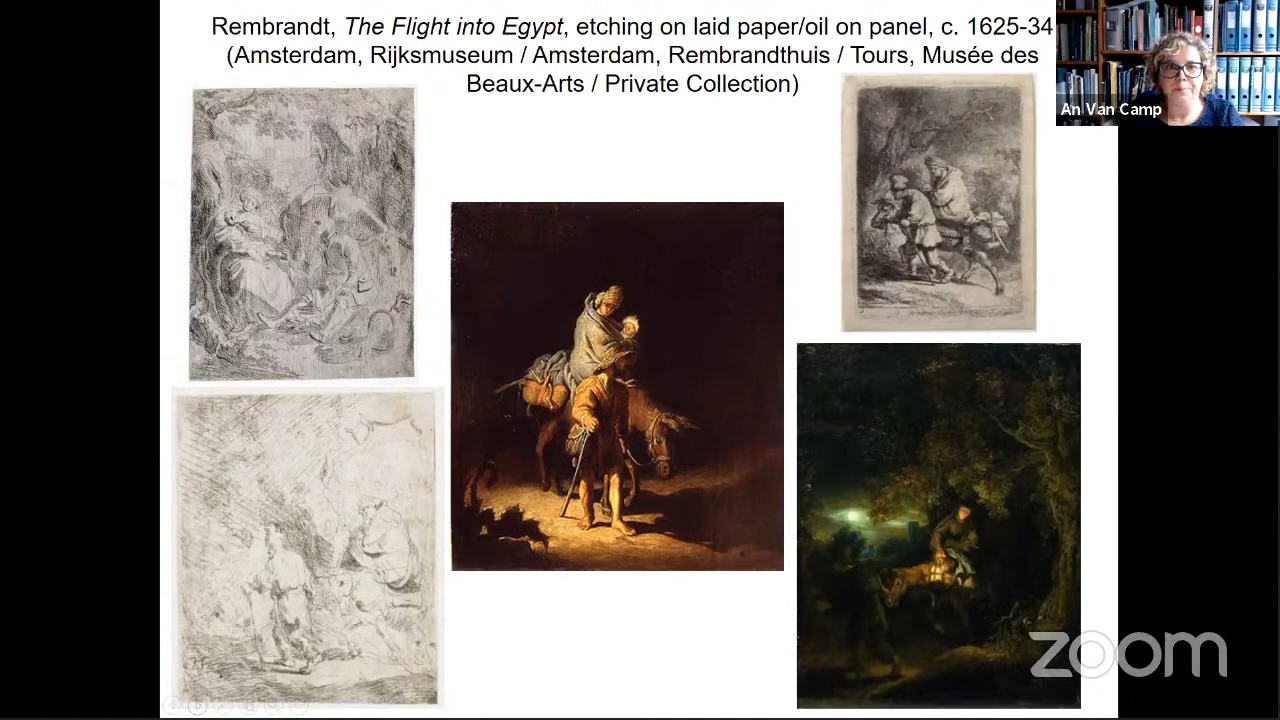 Rembrandt, The Flight into Egypt, etching on laid paper/oil on panel, c. 1625-34
(Amsterdam, Rijksmuseum / Amsterdam, Rembrandthuis / Tours, Musée des
Beaux-Arts / Private Collection)
An Van Camp
zoom